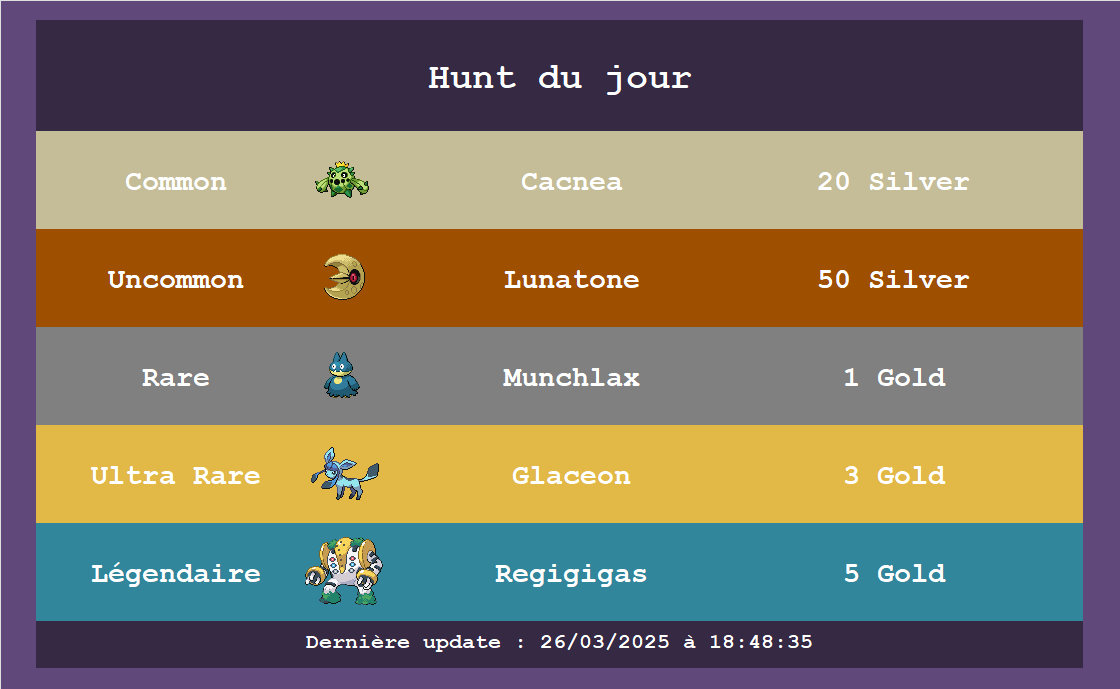 Hunt du jour
Common Cacnea 20 Silver
Uncommon Lunatone 50 Silver
Rare Munchlax 1 Gold
Ultra Rare Glaceon 3 Gold
Légendaire Regigigas 5 Gold
Dernière update : 26/03/2025 à 18:48:35